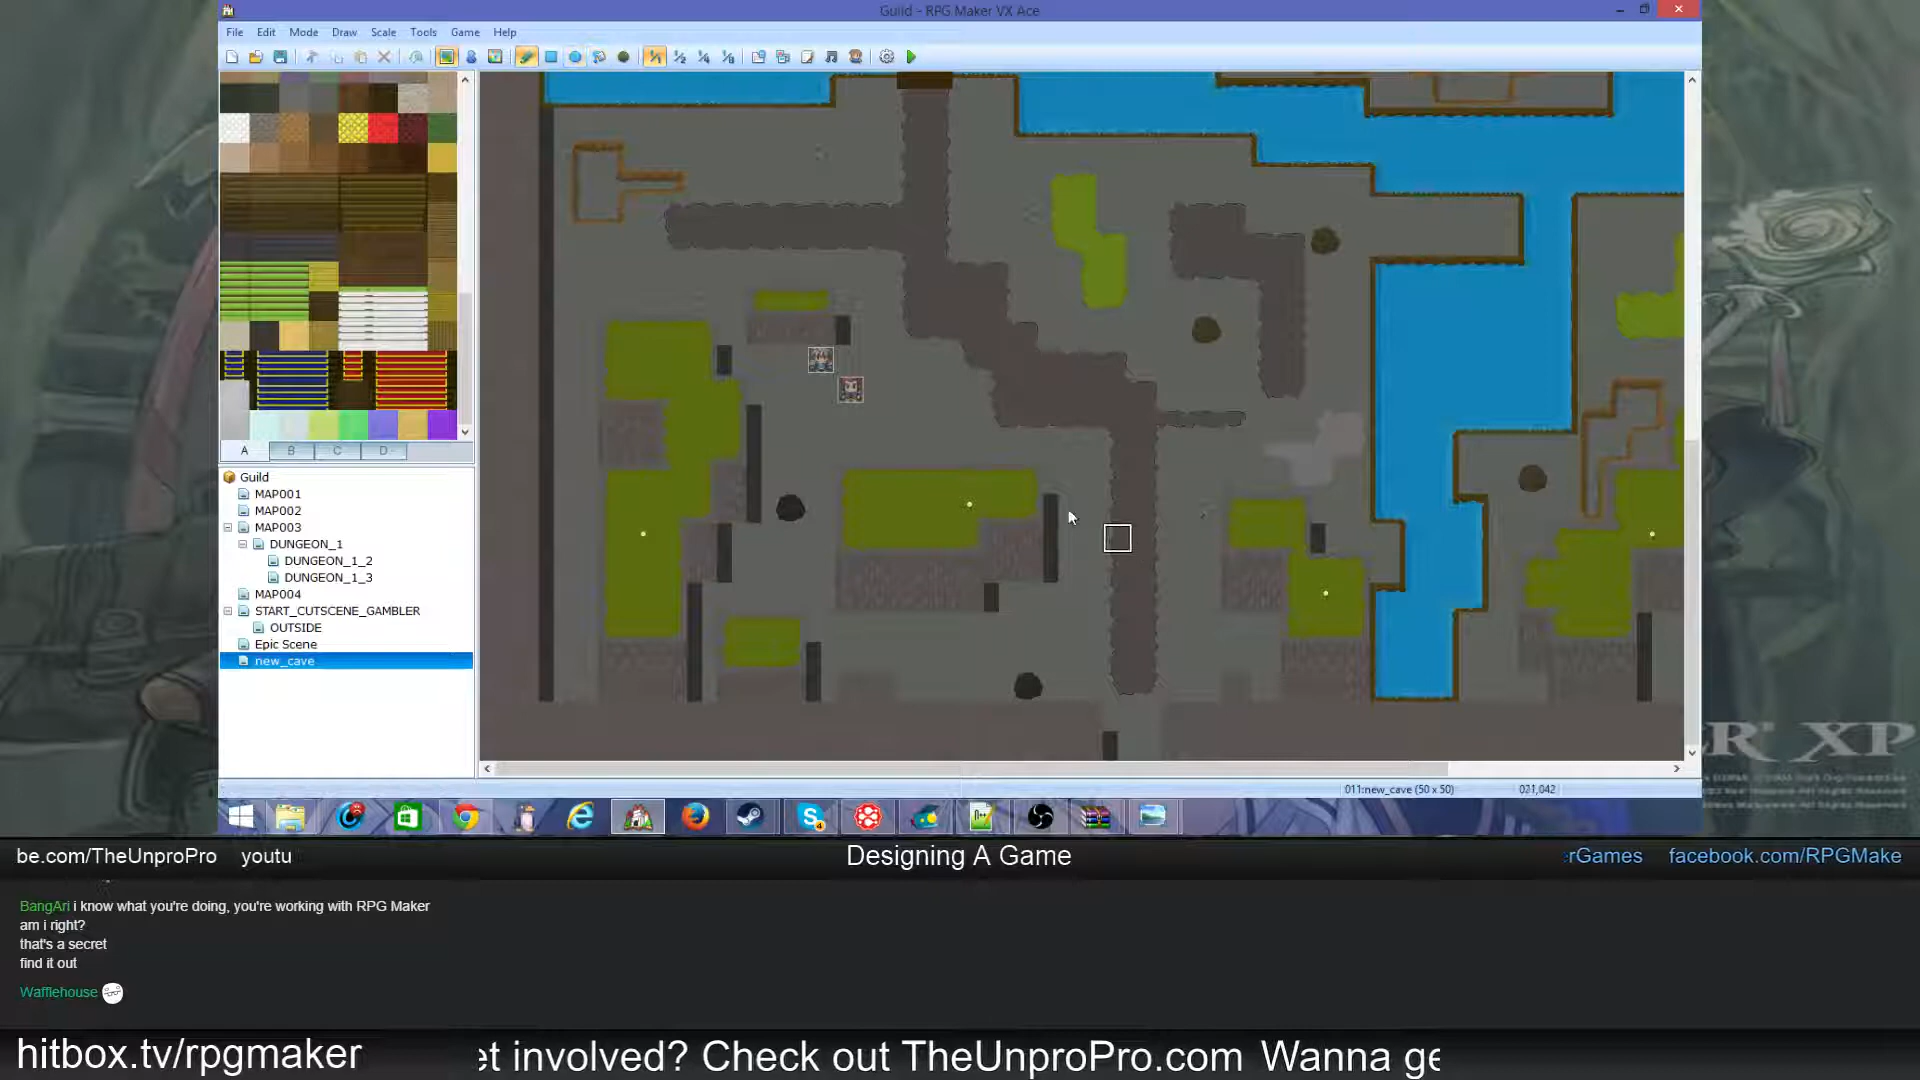 Guild - RPG Maker VX Ace
File Edit Mode Draw Scale Tools Game Help
A B C D
Guild
MAP001
MAP002
MAP003
DUNGEON_1
DUNGEON_1_2
DUNGEON_1_3
MAP004
START_CUTSCENE_GAMBLER
OUTSIDE
Epic Scene
new_cave
R XP
011:new_cave (50 x 50) 021,042
be.com/TheUnproPro youtu
Designing A Game
rGames facebook.com/RPGMake
BangAri i know what you're doing, you're working with RPG Maker
am i right?
that's a secret
find it out
Wafflehouse
hitbox.tv/rpgmaker
et involved? Check out TheUnproPro.com Wanna ge